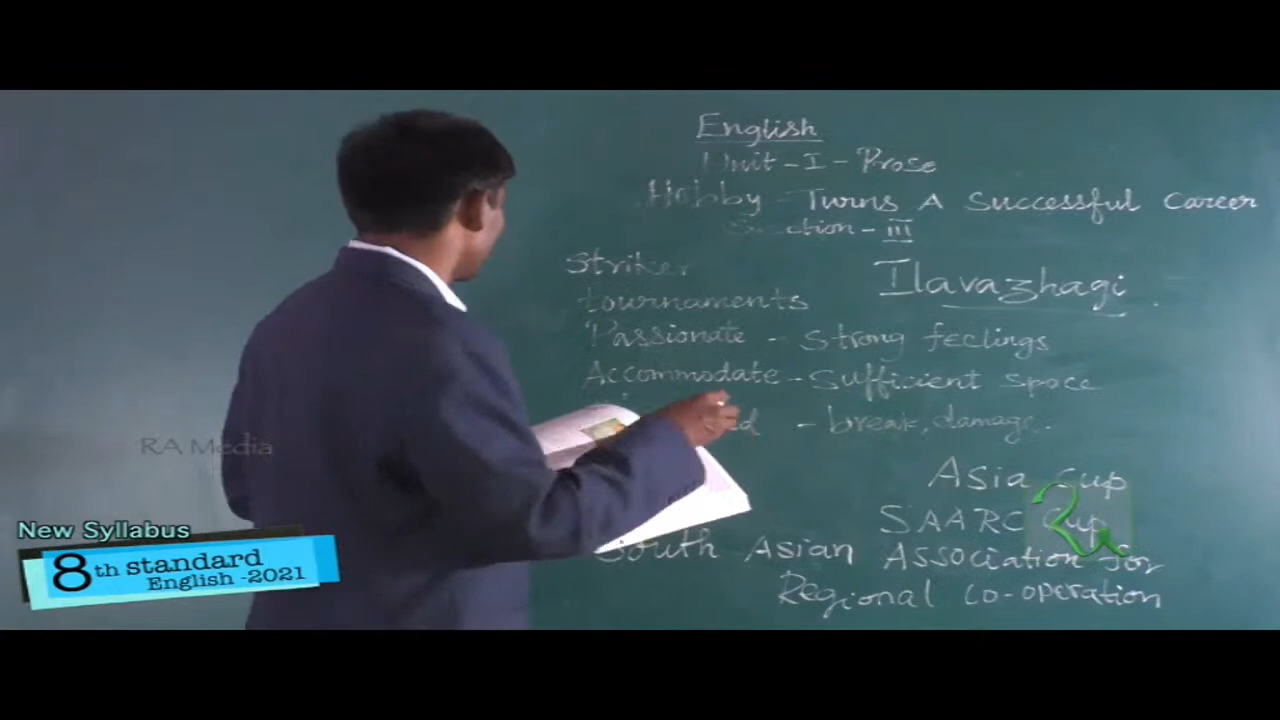 English
Unit - I - Prose
Hobby - Turns A Successful Career
Section - III
Striker
Ilavazhagi
tournaments
Passionate - Strong feelings
Accommodate - Sufficient space
- break, damage.
Asia Cup
SAARC Cup
South Asian Association for
Regional Co-operation
RA Media
New Syllabus
8th standard
English -2021